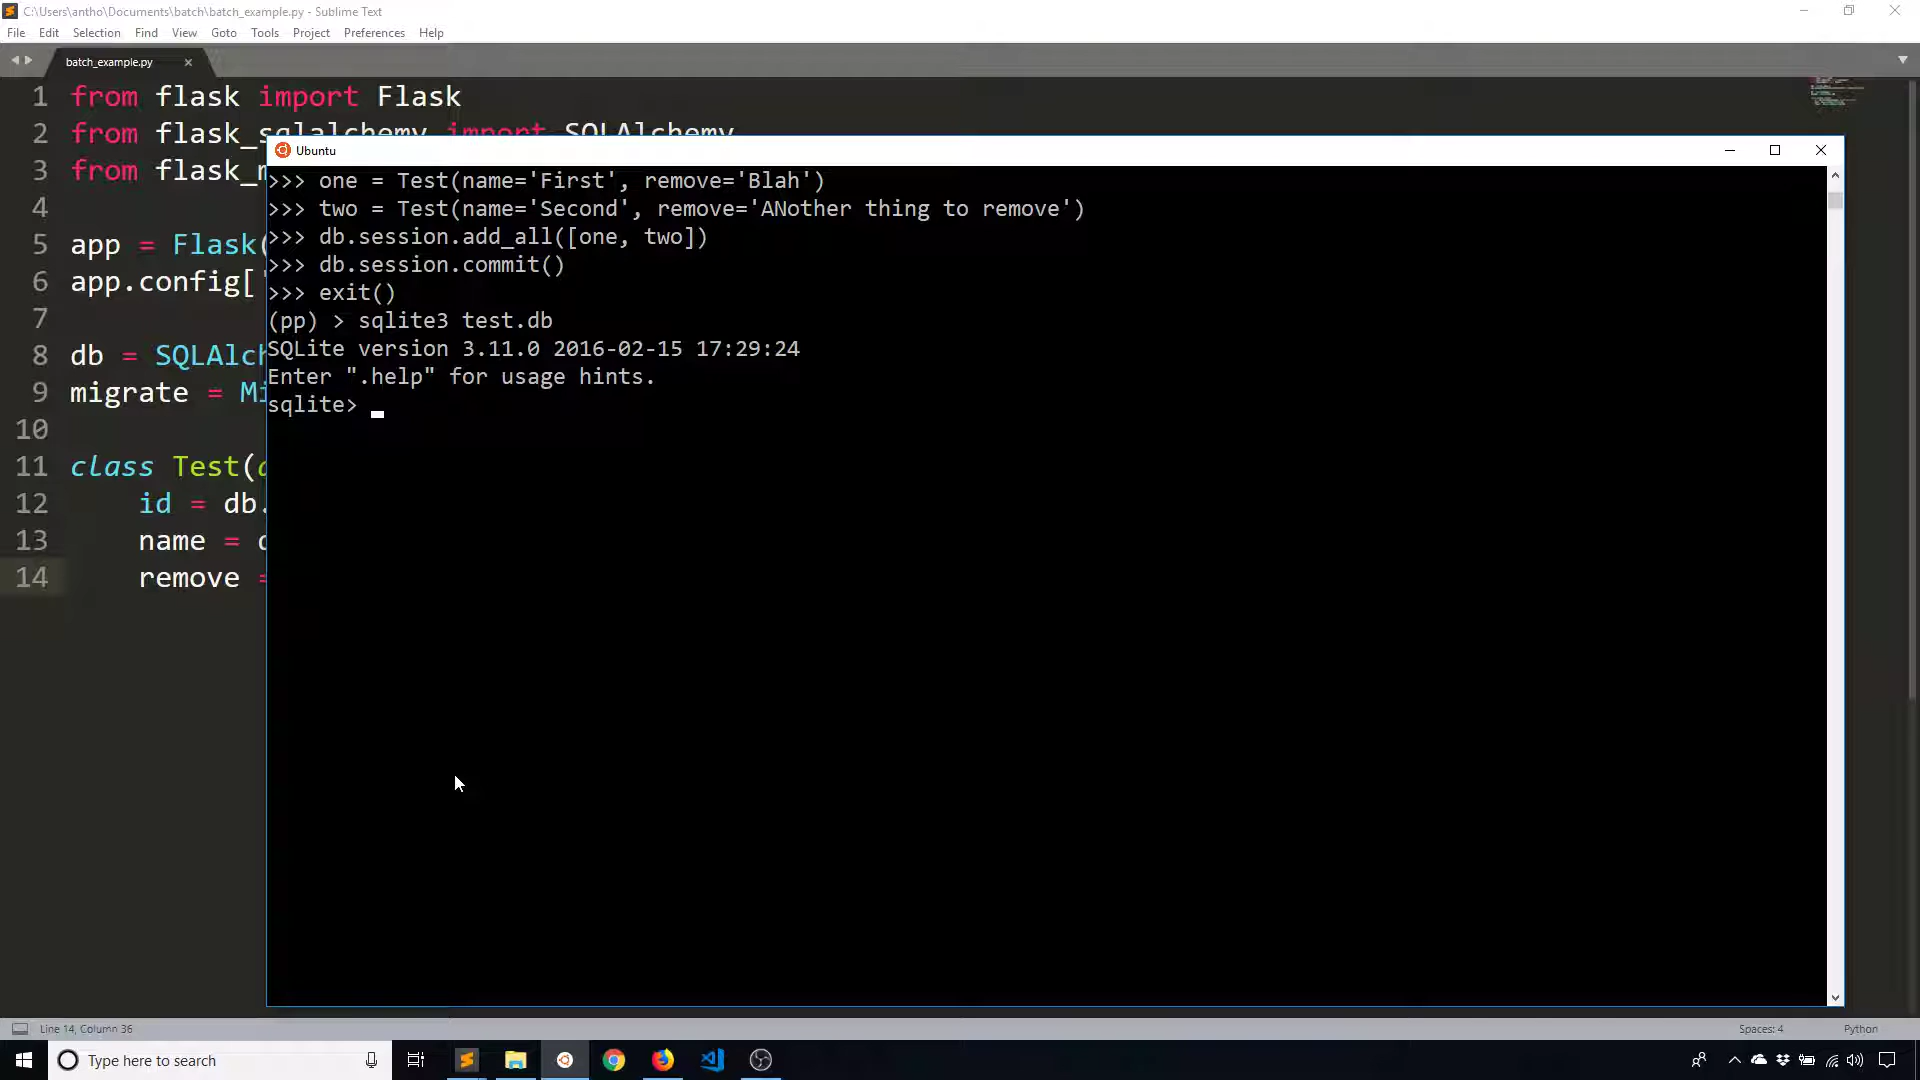 C:\Users\antho\Documents\batch\batch_example.py - Sublime Text
File Edit Selection Find View Goto Tools Project Preferences Help
batch_example.py
1 from flask import Flask
2 from flask_sqlalchemy import SQLAlchemy
3 from flask_m
4
5 app = Flask(
6 app.config['
7
8 db = SQLAlch
9 migrate = Mi
10
11 class Test(d
12 id = db.
13 name = d
14 remove =
Ubuntu
>>> one = Test(name='First', remove='Blah')
>>> two = Test(name='Second', remove='ANother thing to remove')
>>> db.session.add_all([one, two])
>>> db.session.commit()
>>> exit()
(pp) > sqlite3 test.db
SQLite version 3.11.0 2016-02-15 17:29:24
Enter ".help" for usage hints.
sqlite>
Line 14, Column 36
Spaces: 4
Python
Type here to search